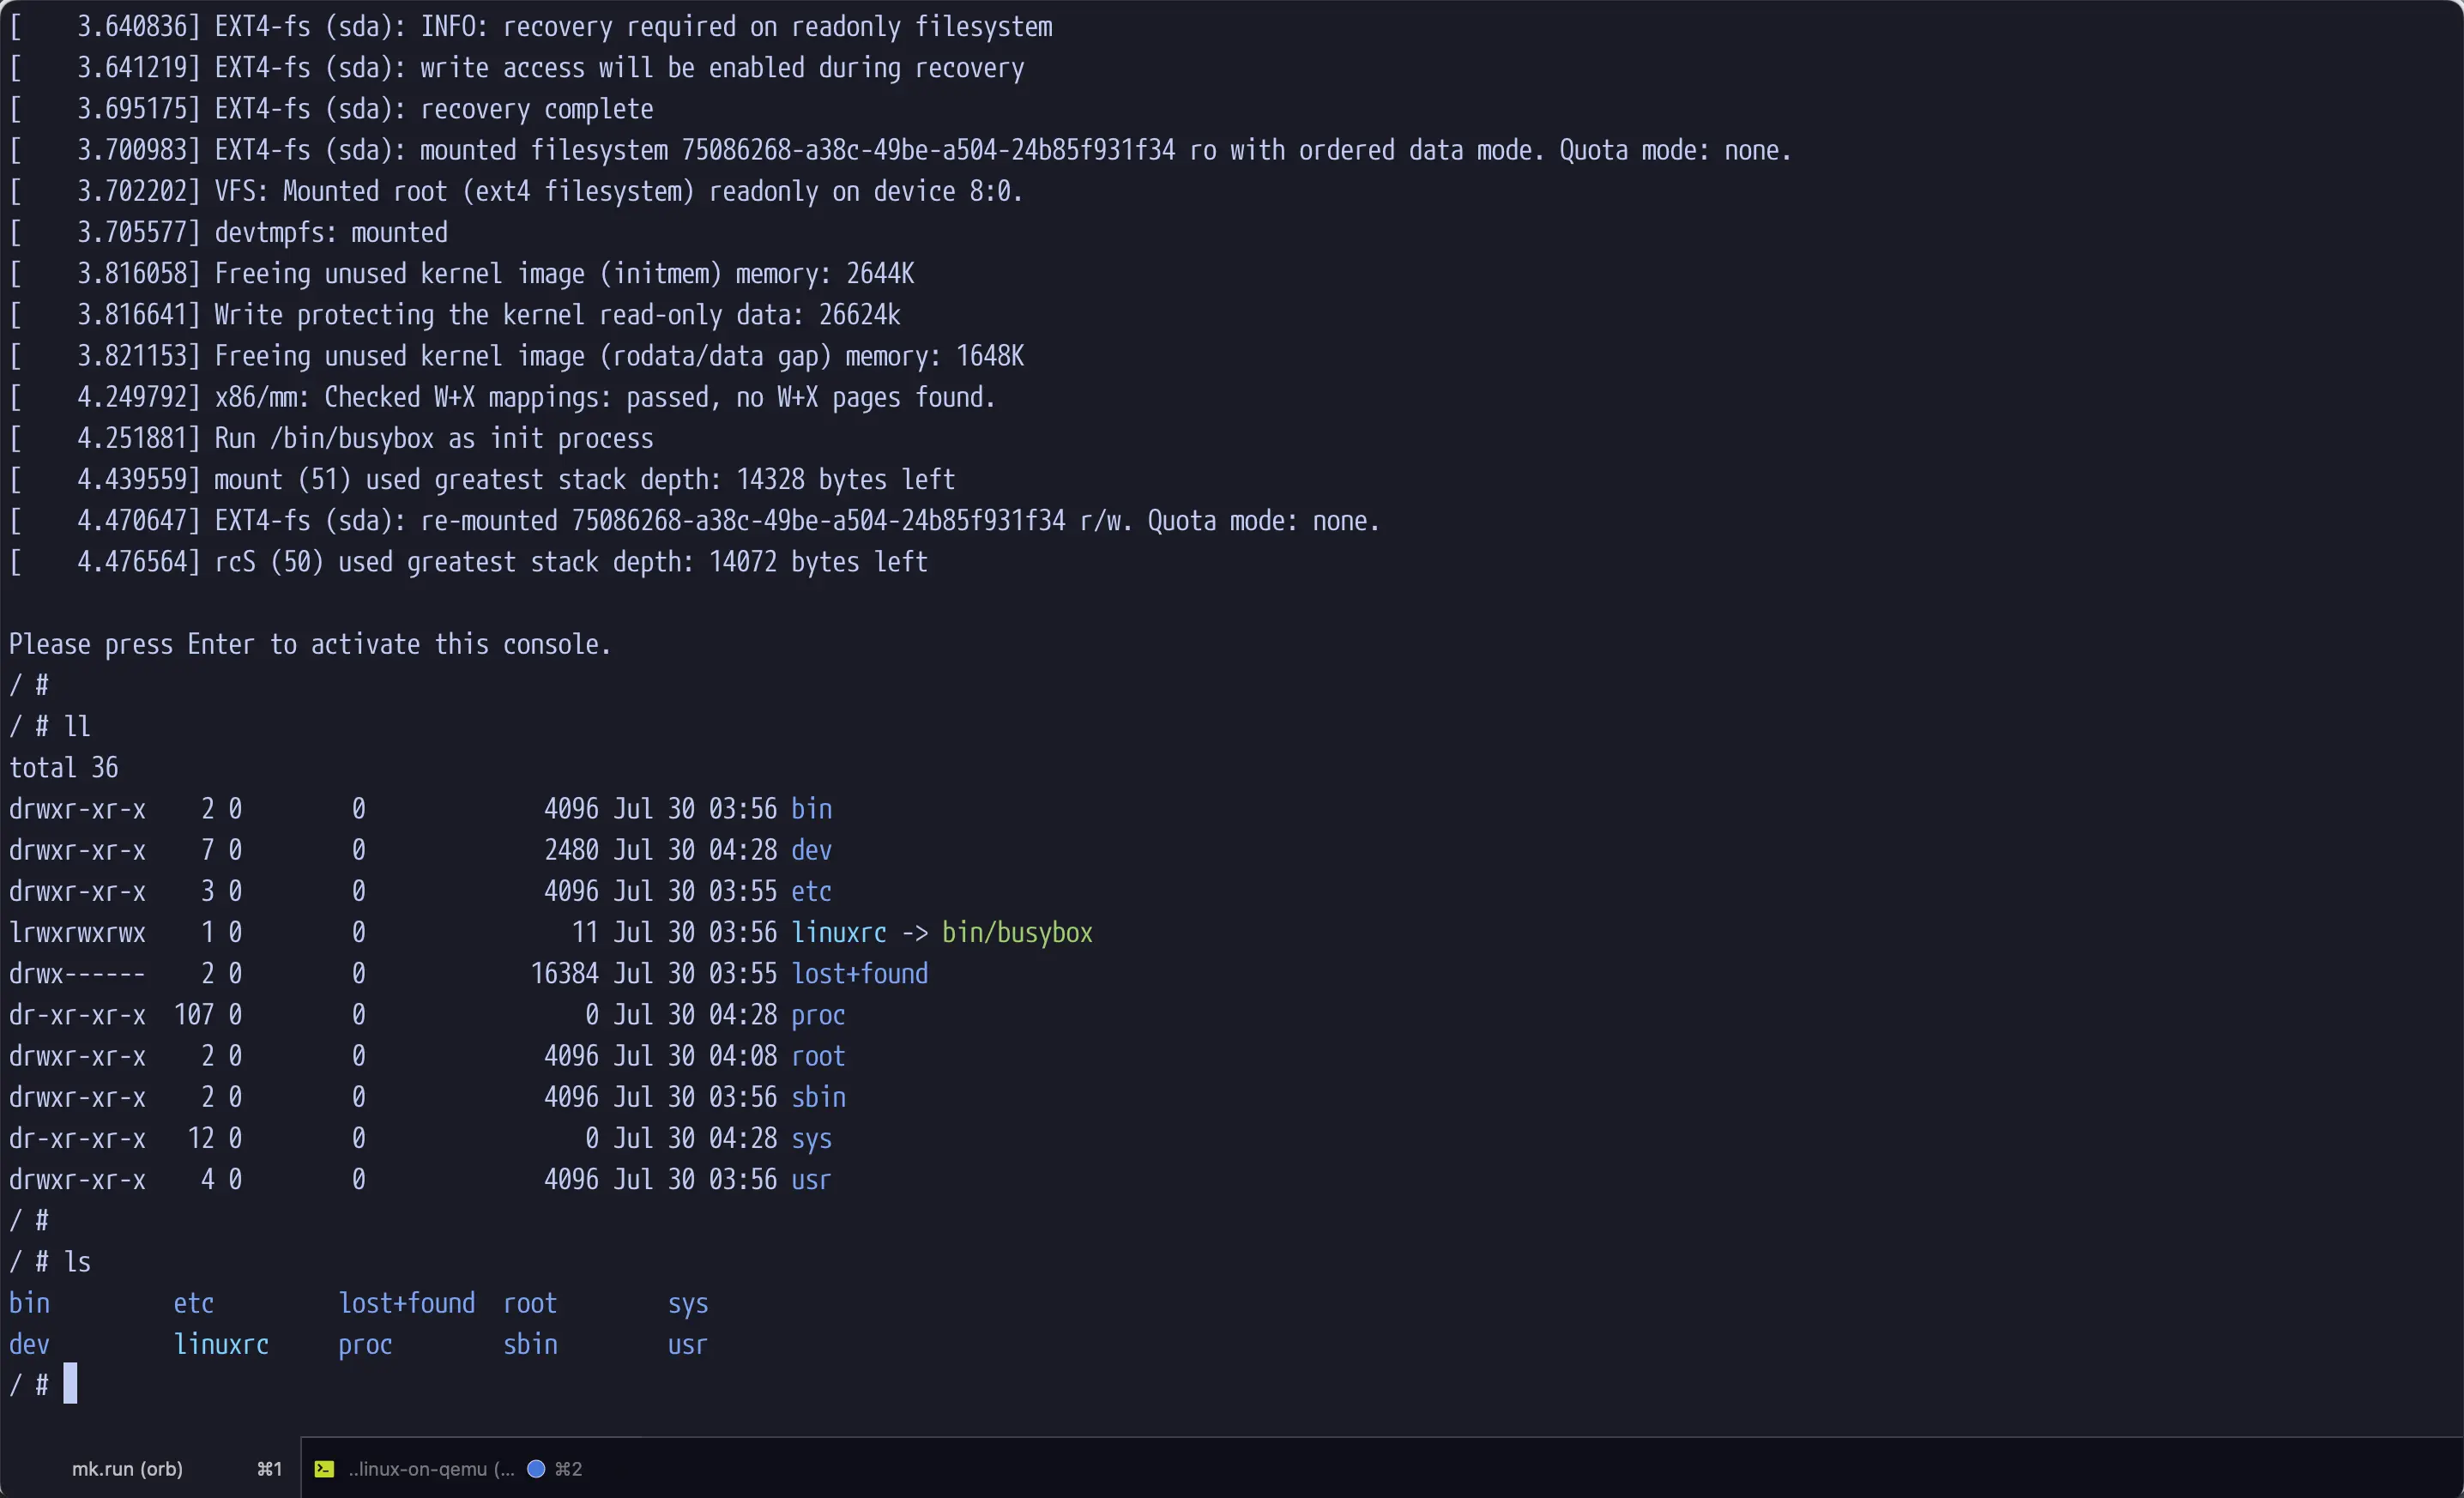 [    3.640836] EXT4-fs (sda): INFO: recovery required on readonly filesystem
[    3.641219] EXT4-fs (sda): write access will be enabled during recovery
[    3.695175] EXT4-fs (sda): recovery complete
[    3.700983] EXT4-fs (sda): mounted filesystem 75086268-a38c-49be-a504-24b85f931f34 ro with ordered data mode. Quota mode: none.
[    3.702202] VFS: Mounted root (ext4 filesystem) readonly on device 8:0.
[    3.705577] devtmpfs: mounted
[    3.816058] Freeing unused kernel image (initmem) memory: 2644K
[    3.816641] Write protecting the kernel read-only data: 26624k
[    3.821153] Freeing unused kernel image (rodata/data gap) memory: 1648K
[    4.249792] x86/mm: Checked W+X mappings: passed, no W+X pages found.
[    4.251881] Run /bin/busybox as init process
[    4.439559] mount (51) used greatest stack depth: 14328 bytes left
[    4.470647] EXT4-fs (sda): re-mounted 75086268-a38c-49be-a504-24b85f931f34 r/w. Quota mode: none.
[    4.476564] rcS (50) used greatest stack depth: 14072 bytes left

Please press Enter to activate this console.
/ #
/ # ll
total 36
drwxr-xr-x    2 0        0             4096 Jul 30 03:56 bin
drwxr-xr-x    7 0        0             2480 Jul 30 04:28 dev
drwxr-xr-x    3 0        0             4096 Jul 30 03:55 etc
lrwxrwxrwx    1 0        0               11 Jul 30 03:56 linuxrc -> bin/busybox
drwx------    2 0        0            16384 Jul 30 03:55 lost+found
dr-xr-xr-x  107 0        0                0 Jul 30 04:28 proc
drwxr-xr-x    2 0        0             4096 Jul 30 04:08 root
drwxr-xr-x    2 0        0             4096 Jul 30 03:56 sbin
dr-xr-xr-x   12 0        0                0 Jul 30 04:28 sys
drwxr-xr-x    4 0        0             4096 Jul 30 03:56 usr
/ #
/ # ls
bin         etc         lost+found  root        sys
dev         linuxrc     proc        sbin        usr
/ #
mk.run (orb) ⌘1 ..linux-on-qemu (... ⌘2